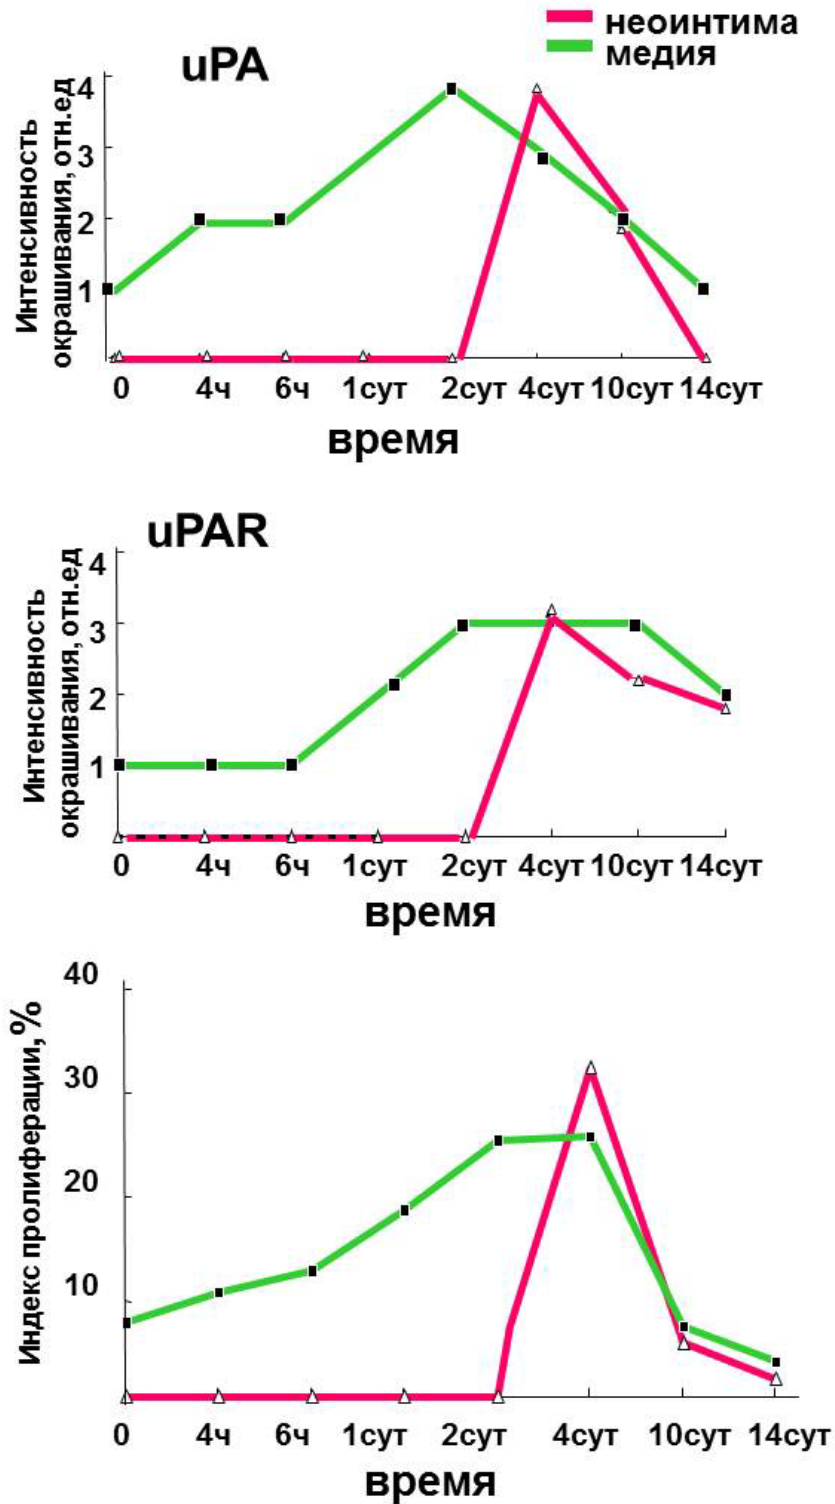 неоинтима
медия
uPA
Интенсивность
окрашивания, отн.ед
4
3
2
1
0 4ч 6ч 1сут 2сут 4сут 10сут 14сут
время
uPAR
Интенсивность
окрашивания, отн.ед
4
3
2
1
0 4ч 6ч 1сут 2сут 4сут 10сут 14сут
время
Индекс пролиферации, %
40
30
20
10
0 4ч 6ч 1сут 2сут 4сут 10сут 14сут
время